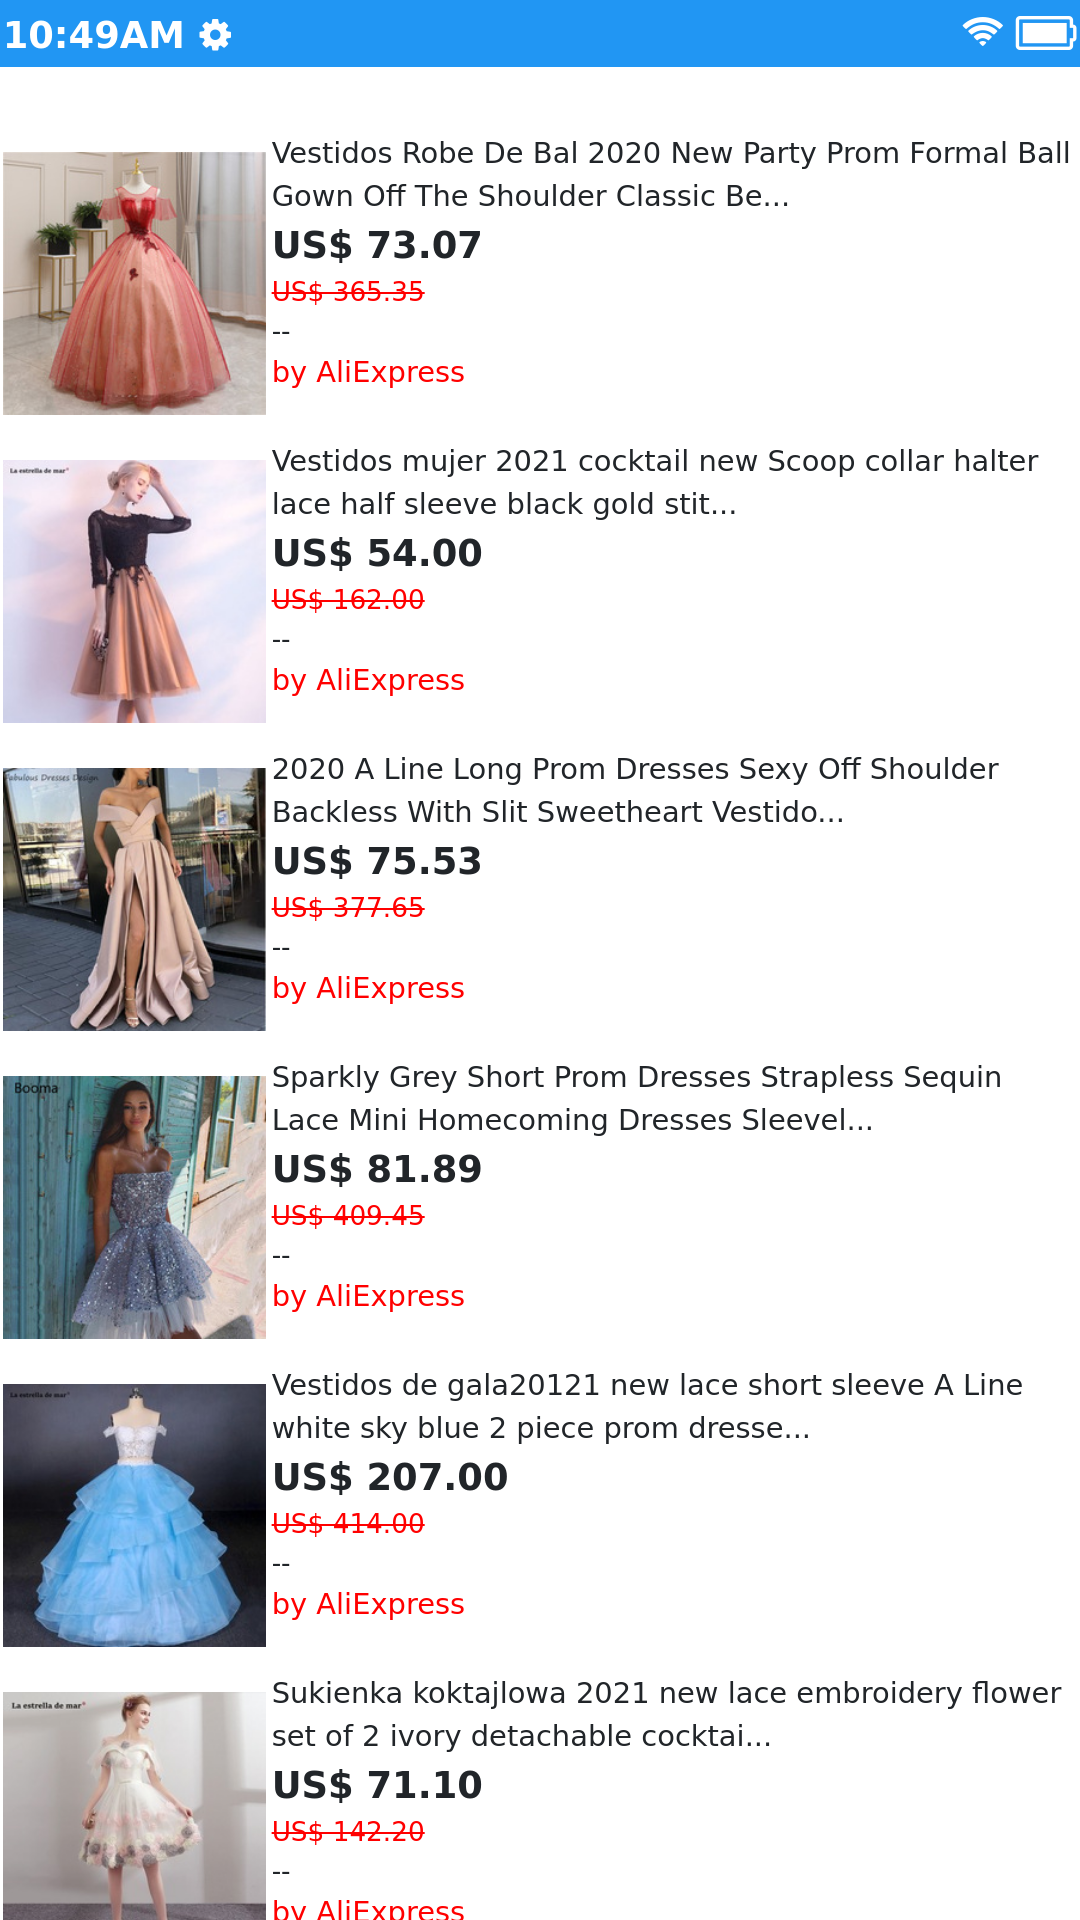 10:49AM
Vestidos Robe De Bal 2020 New Party Prom Formal Ball
Gown Off The Shoulder Classic Be...
US$ 73.07
US$ 365.35
--
by AliExpress
La estrella de mar*
Vestidos mujer 2021 cocktail new Scoop collar halter
lace half sleeve black gold stit...
US$ 54.00
US$ 162.00
--
by AliExpress
Fabulous Dresses Design
2020 A Line Long Prom Dresses Sexy Off Shoulder
Backless With Slit Sweetheart Vestido...
US$ 75.53
US$ 377.65
--
by AliExpress
Booma
Sparkly Grey Short Prom Dresses Strapless Sequin
Lace Mini Homecoming Dresses Sleevel...
US$ 81.89
US$ 409.45
--
by AliExpress
La estrella de mar*
Vestidos de gala20121 new lace short sleeve A Line
white sky blue 2 piece prom dresse...
US$ 207.00
US$ 414.00
--
by AliExpress
La estrella de mar*
Sukienka koktajlowa 2021 new lace embroidery flower
set of 2 ivory detachable cocktai...
US$ 71.10
US$ 142.20
--
by AliExpress